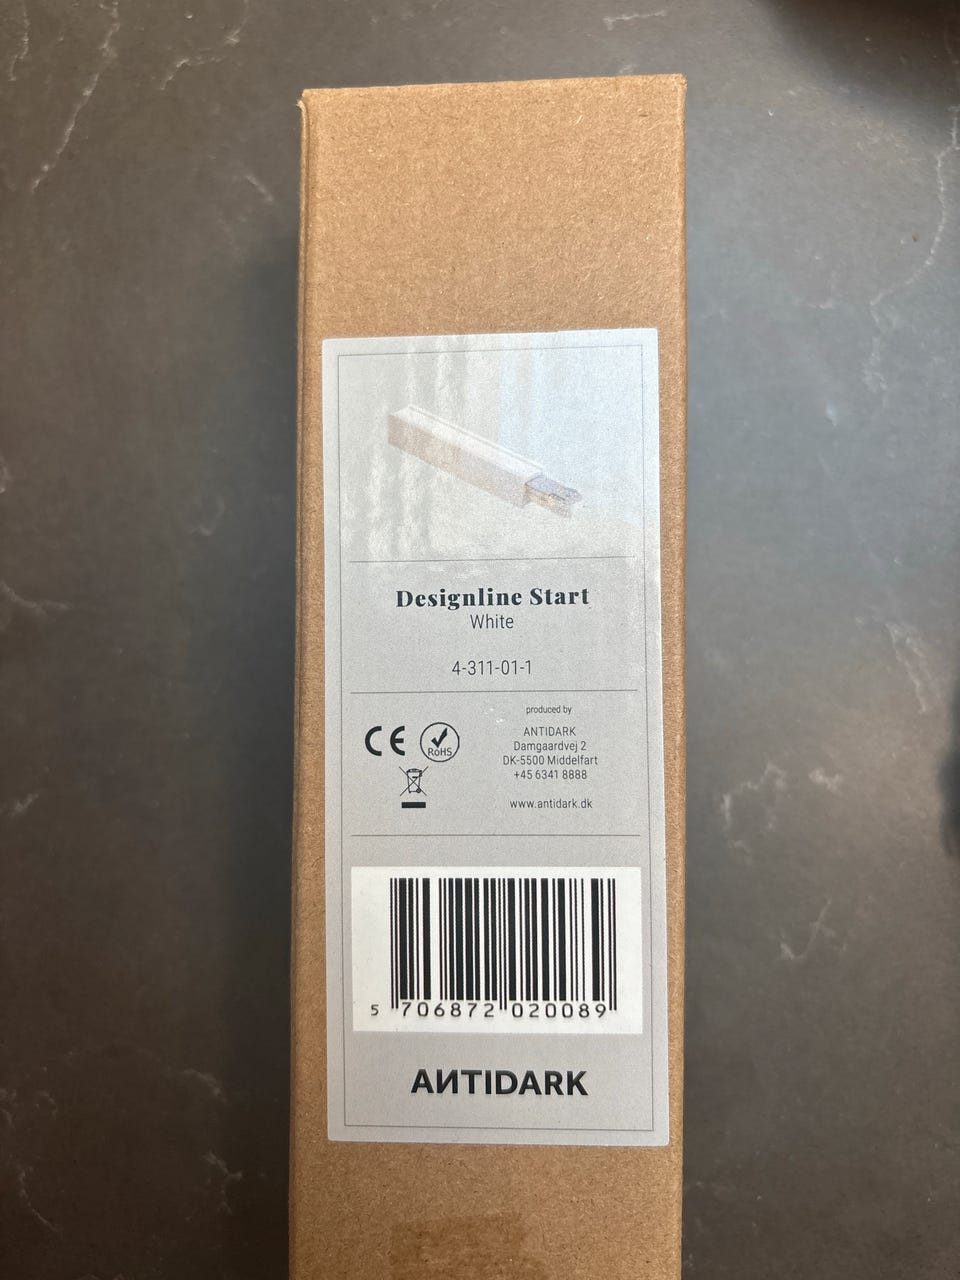 Designline Start
White
4-311-01-1
produced by
ANTIDARK
Damgaardvej 2
DK-5500 Middelfart
+45 6341 8888
www.antidark.dk
CE
RoHS
5 706872 020089
ANTIDARK